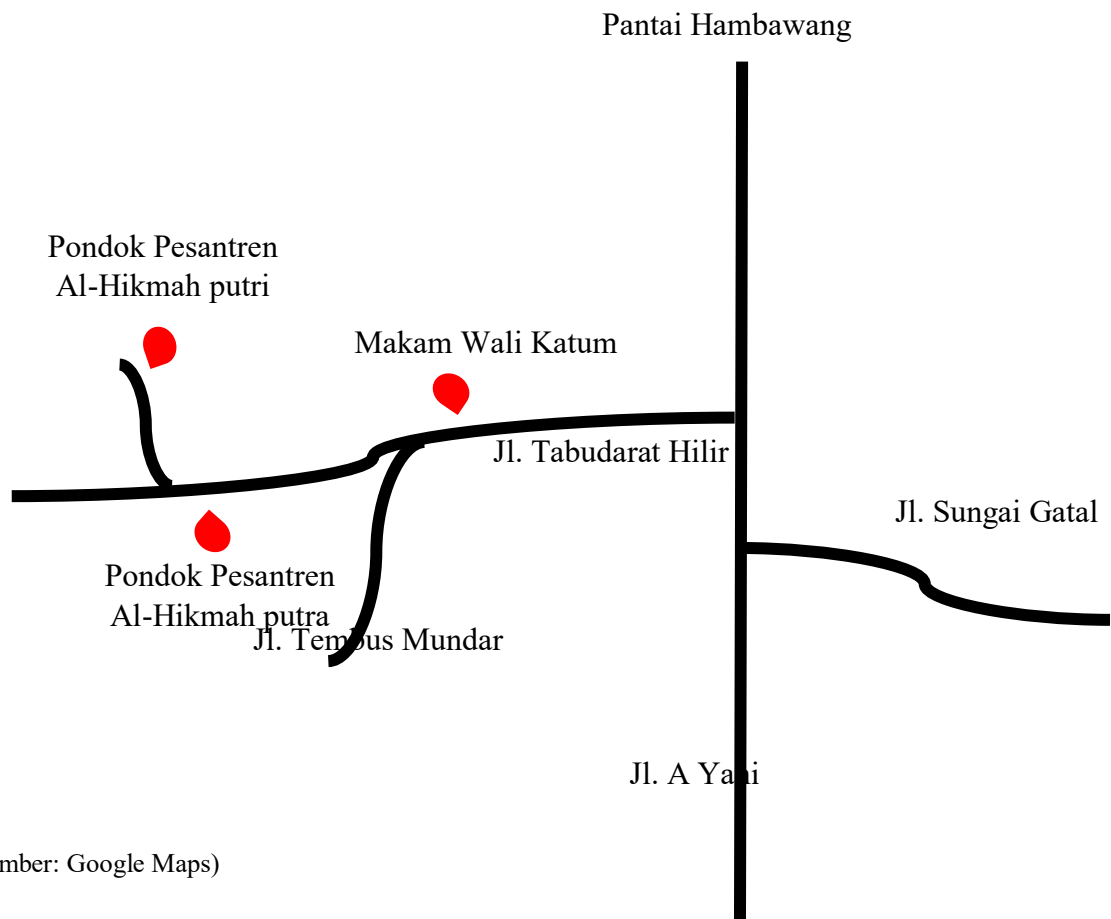 Pantai Hambawang
Pondok Pesantren
Al-Hikmah putri
Makam Wali Katum
Jl. Tabudarat Hilir
Jl. Sungai Gatal
Pondok Pesantren
Al-Hikmah putra
Jl. Tembus Mundar
Jl. A Yani
mber: Google Maps)